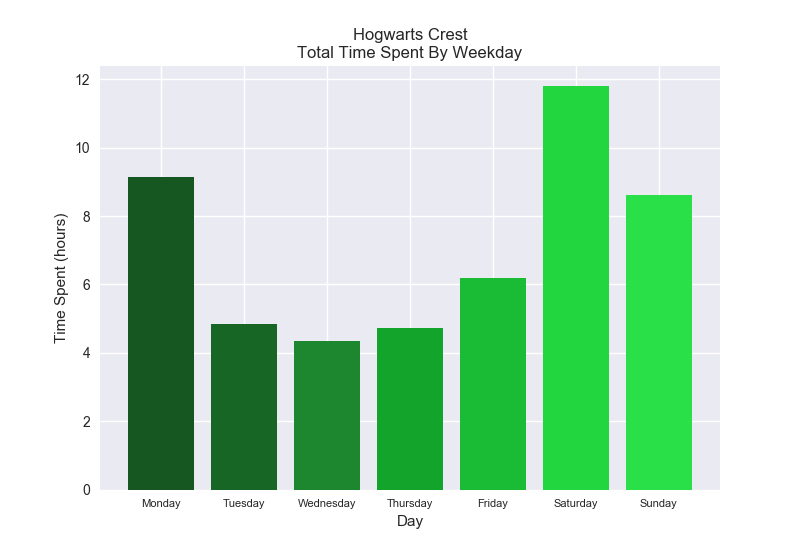 Hogwarts Crest
Total Time Spent By Weekday
Time Spent (hours)
12
10
8
6
4
2
0
Monday Tuesday Wednesday Thursday Friday Saturday Sunday
Day